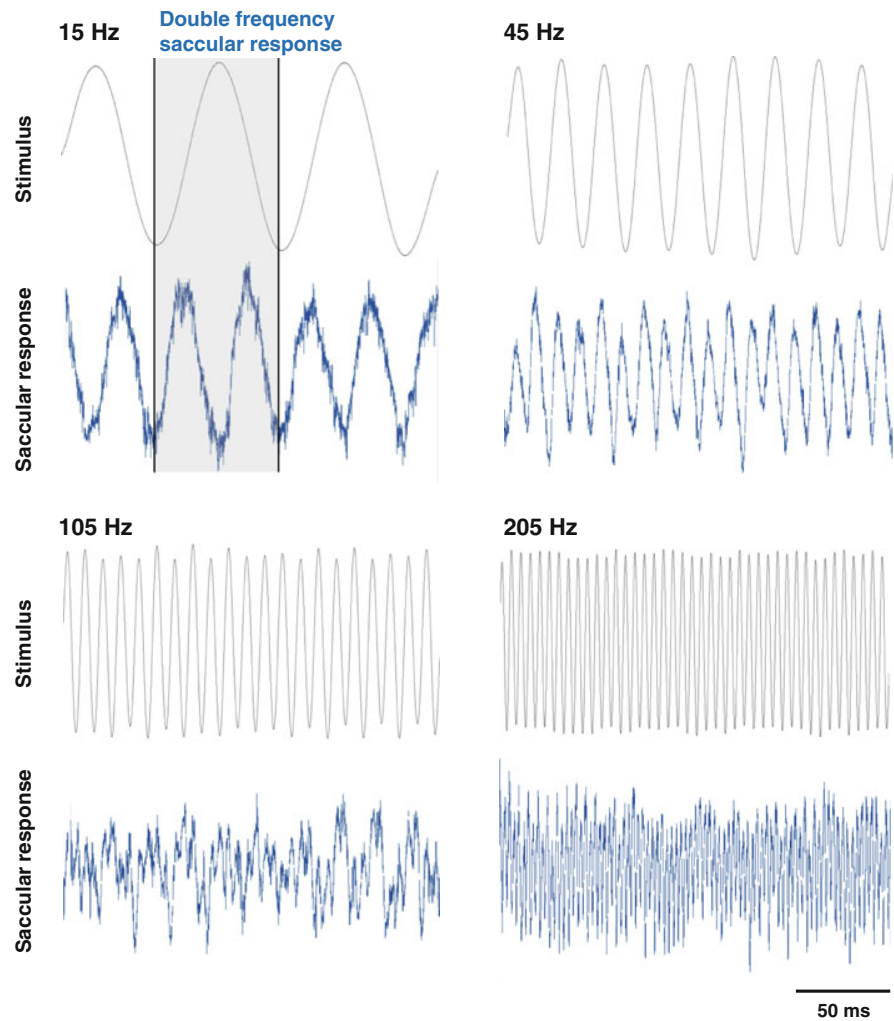 15 Hz
Double frequency
saccular response
45 Hz
Stimulus
Saccular response
105 Hz
205 Hz
Stimulus
Saccular response
50 ms